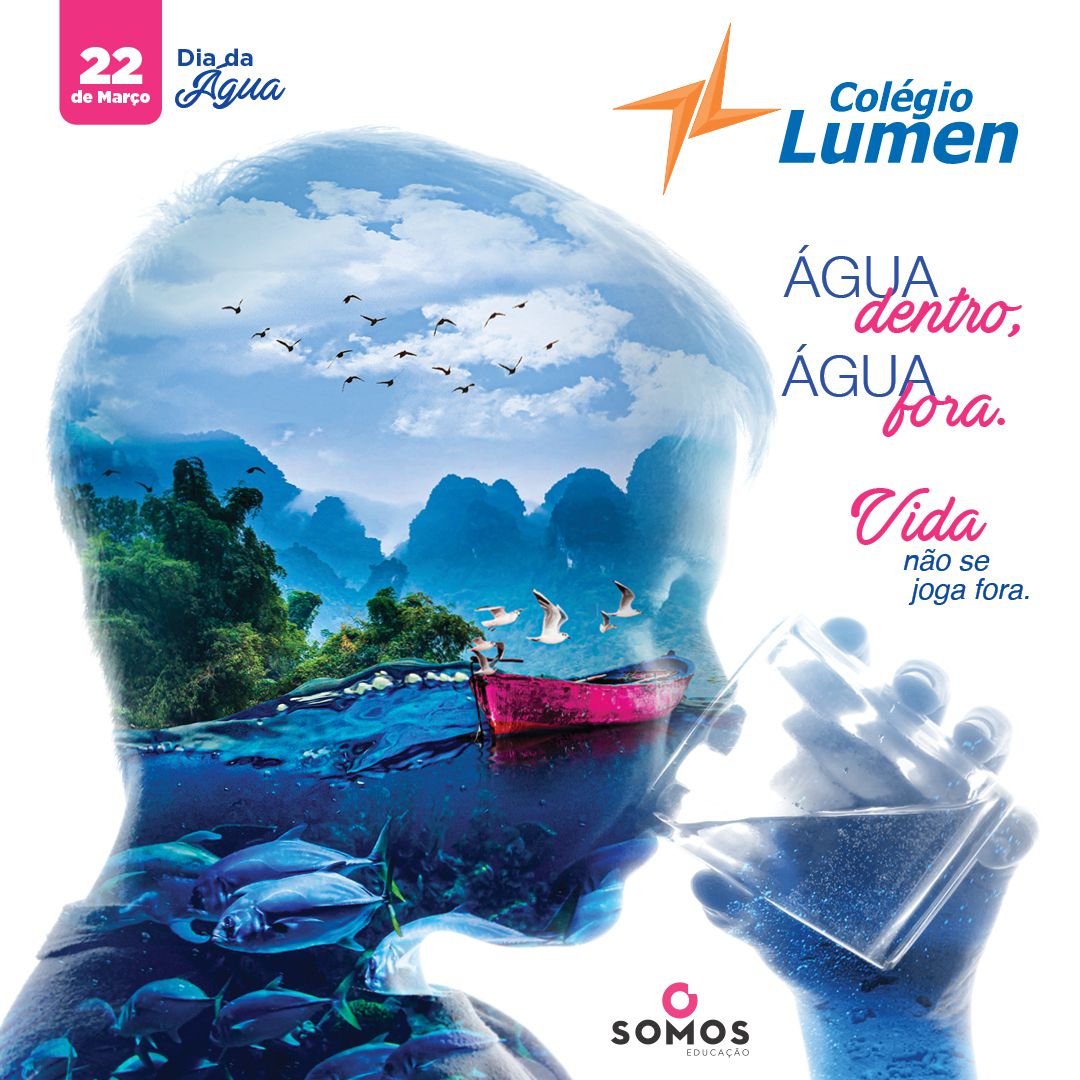 22
de Março
Dia da
Água
Colégio
Lumen
ÁGUA
dentro,
ÁGUA
fora.
Vida
não se
joga fora.
SOMOS
EDUCAÇÃO